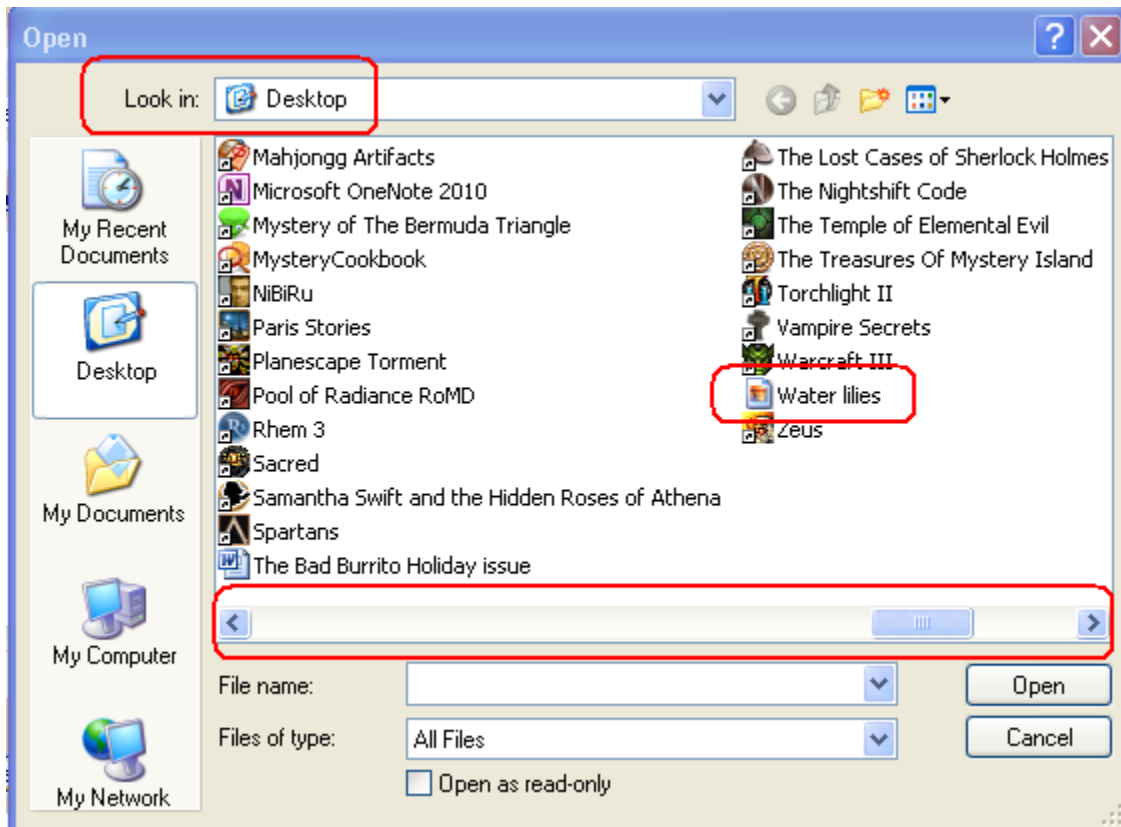 Open
Look in: Desktop
My Recent
Documents
Desktop
My Documents
My Computer
My Network
Mahjongg Artifacts
Microsoft OneNote 2010
Mystery of The Bermuda Triangle
MysteryCookbook
NiBiRu
Paris Stories
Planescape Torment
Pool of Radiance RoMD
Rhem 3
Sacred
Samantha Swift and the Hidden Roses of Athena
Spartans
The Bad Burrito Holiday issue
The Lost Cases of Sherlock Holmes
The Nightshift Code
The Temple of Elemental Evil
The Treasures Of Mystery Island
Torchlight II
Vampire Secrets
Warcraft III
Water lilies
Zeus
File name:
Open
Files of type: All Files
Cancel
Open as read-only